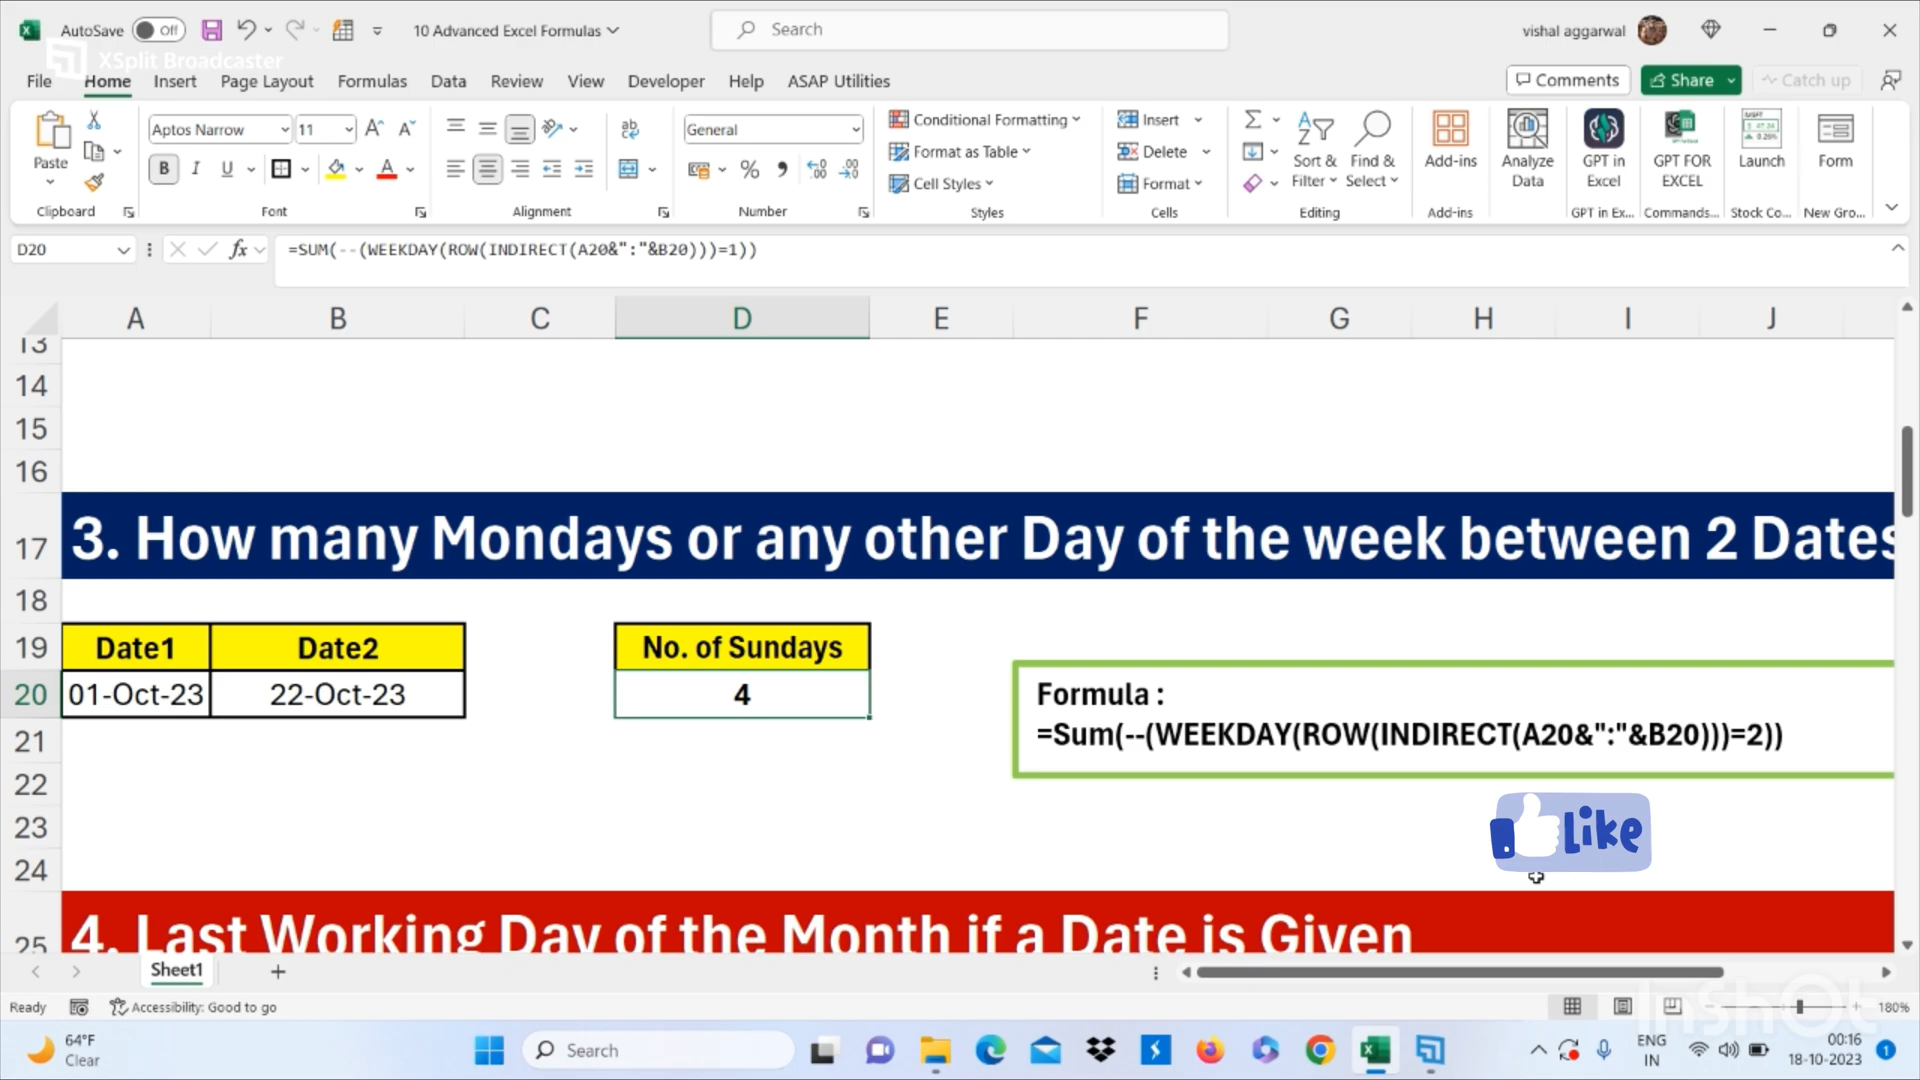 AutoSave Off 10 Advanced Excel Formulas Search vishal aggarwal
XSplit Broadcaster
File Home Insert Page Layout Formulas Data Review View Developer Help ASAP Utilities Comments Share Catch up
Paste
Clipboard
Aptos Narrow 11
B I U
Font
ab
Alignment
General
%
Number
Conditional Formatting
Format as Table
Cell Styles
Styles
Insert
Delete
Format
Cells
Sort & Filter
Find & Select
Editing
Add-ins
Add-ins
Analyze Data
GPT in Excel
GPT in Ex...
GPT FOR EXCEL
Commands...
Launch
Stock Co...
Form
New Gro...
D20 fx =SUM(--(WEEKDAY(ROW(INDIRECT(A20&":"&B20)))=1))
A B C D E F G H I J
13
14
15
16
17 3. How many Mondays or any other Day of the week between 2 Dates
18
19 Date1 Date2 No. of Sundays
20 01-Oct-23 22-Oct-23 4
Formula :
=Sum(--(WEEKDAY(ROW(INDIRECT(A20&":"&B20)))=2))
21
22
23
Like
24
25 4. Last Working Day of the Month if a Date is Given
Sheet1
InShOt
Ready Accessibility: Good to go 180%
64°F
Clear
Search
ENG
IN
00:16
18-10-2023
1